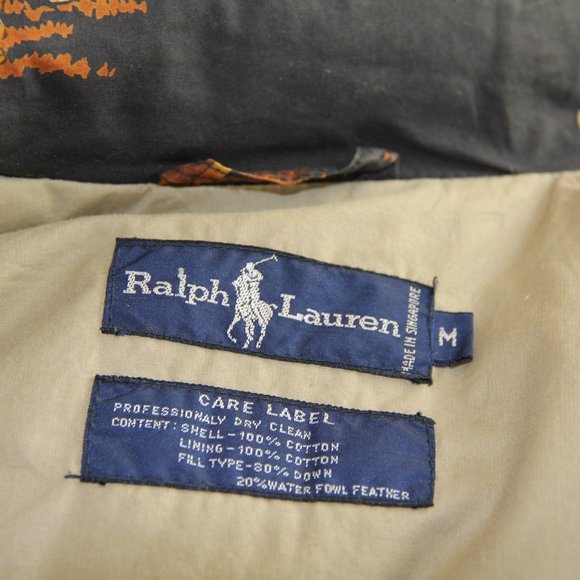 Ralph Lauren
MADE IN SINGAPORE
M
CARE LABEL
PROFESSIONALY DRY CLEAN
CONTENT: SHELL-100% COTTON
LINING-100% COTTON
FILL TYPE-80% DOWN
20% WATER FOWL FEATHER